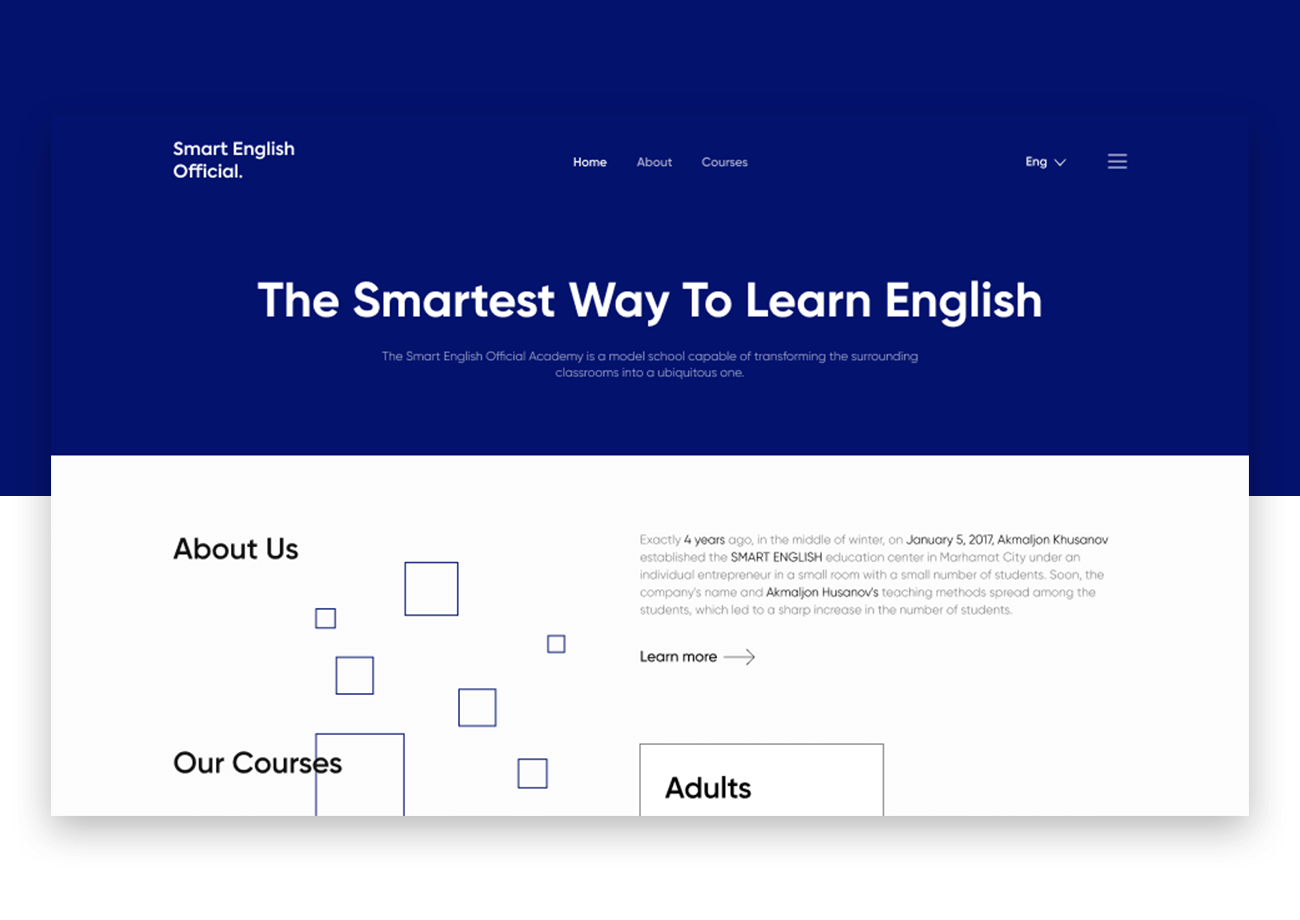 Smart English
Official.
Home About Courses
Eng
The Smartest Way To Learn English
The Smart English Official Academy is a model school capable of transforming the surrounding
classrooms into a ubiquitous one.
About Us
Exactly 4 years ago, in the middle of winter, on January 5, 2017, Akmaljon Khusanov
established the SMART ENGLISH education center in Marhamat City under an
individual entrepreneur in a small room with a small number of students. Soon, the
company's name and Akmaljon Husanov's teaching methods spread among the
students, which led to a sharp increase in the number of students.
Learn more
Our Courses
Adults